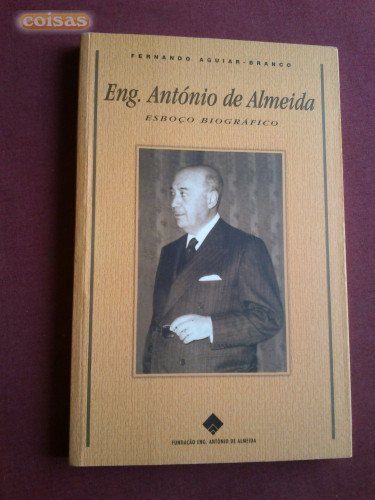 coisas
FERNANDO AGUIAR-BRANCO
Eng. António de Almeida
ESBOÇO BIOGRÁFICO
FUNDAÇÃO ENG. ANTÓNIO DE ALMEIDA